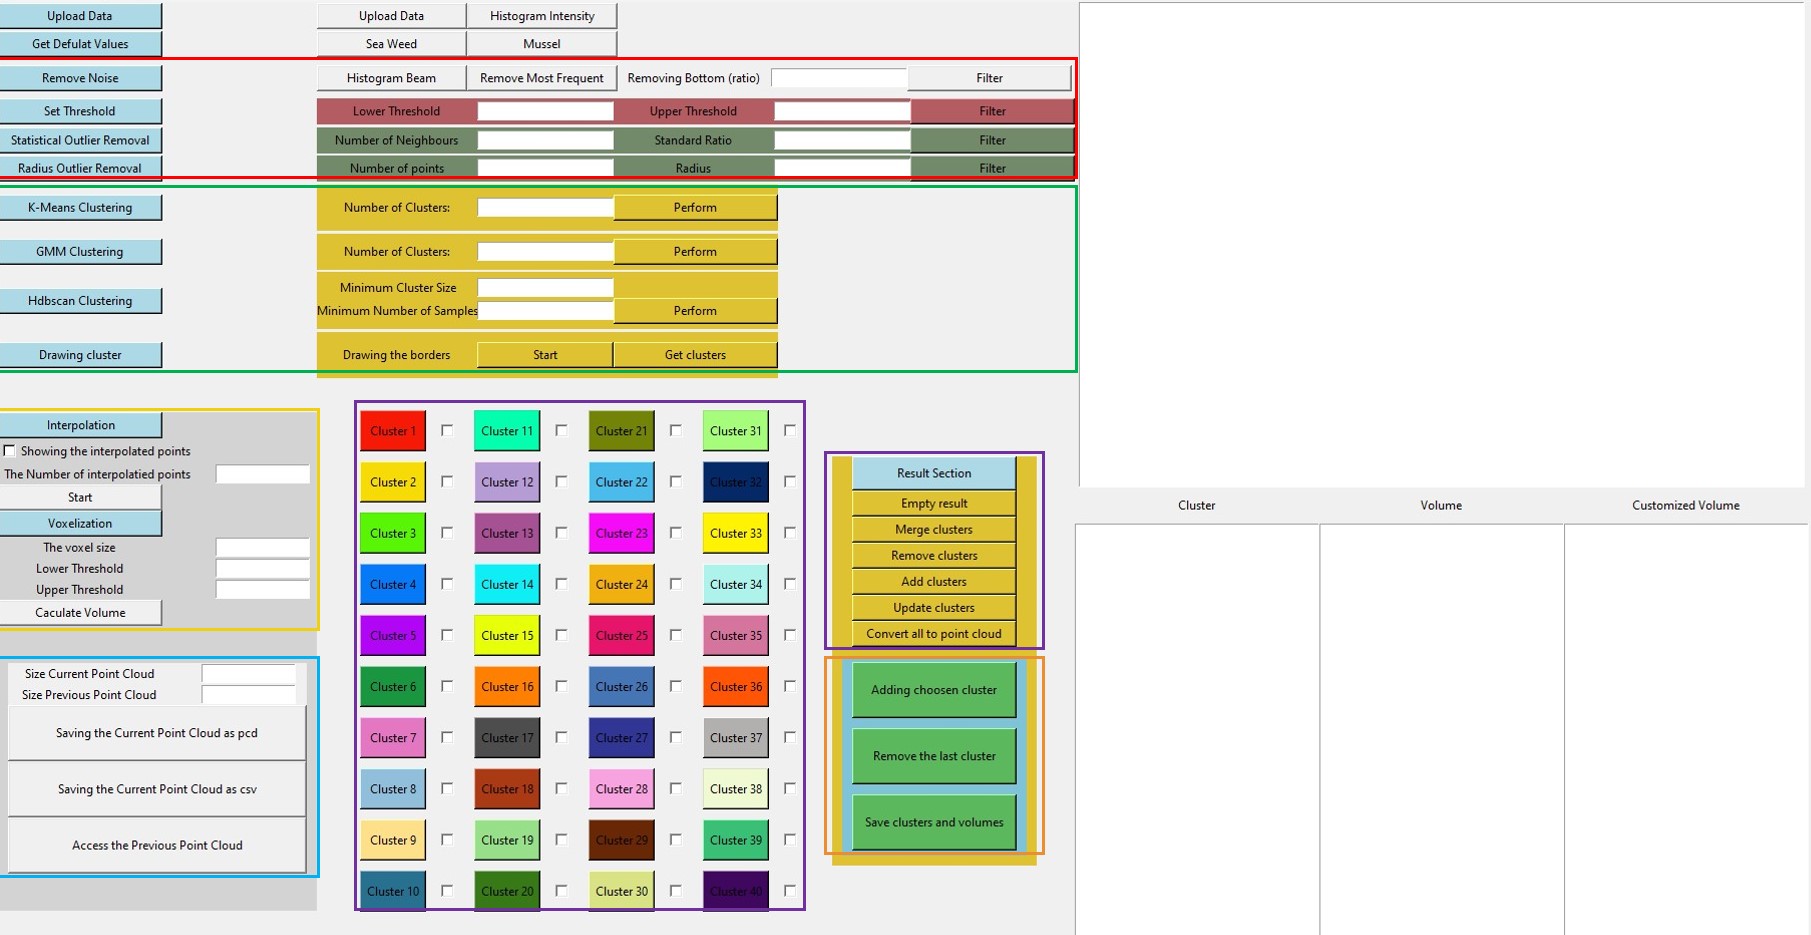 Upload Data Upload Data Histogram Intensity
Get Defulat Values Sea Weed Mussel
Remove Noise Histogram Beam Remove Most Frequent Removing Bottom (ratio) Filter
Set Threshold Lower Threshold Upper Threshold Filter
Statistical Outlier Removal Number of Neighbours Standard Ratio Filter
Radius Outlier Removal Number of points Radius Filter
K-Means Clustering Number of Clusters: Perform
GMM Clustering Number of Clusters: Perform
Minimum Cluster Size
Hdbscan Clustering
Minimum Number of Samples Perform
Drawing cluster Drawing the borders Start Get clusters
Interpolation
Showing the interpolated points
The Number of interpolatied points
Start
Voxelization
The voxel size
Lower Threshold
Upper Threshold
Caculate Volume
Size Current Point Cloud
Size Previous Point Cloud
Saving the Current Point Cloud as pcd
Saving the Current Point Cloud as csv
Access the Previous Point Cloud
Cluster 1 Cluster 11 Cluster 21 Cluster 31
Cluster 2 Cluster 12 Cluster 22 Cluster 32
Cluster 3 Cluster 13 Cluster 23 Cluster 33
Cluster 4 Cluster 14 Cluster 24 Cluster 34
Cluster 5 Cluster 15 Cluster 25 Cluster 35
Cluster 6 Cluster 16 Cluster 26 Cluster 36
Cluster 7 Cluster 17 Cluster 27 Cluster 37
Cluster 8 Cluster 18 Cluster 28 Cluster 38
Cluster 9 Cluster 19 Cluster 29 Cluster 39
Cluster 10 Cluster 20 Cluster 30 Cluster 40
Result Section
Empty result
Merge clusters
Remove clusters
Add clusters
Update clusters
Convert all to point cloud
Adding choosen cluster
Remove the last cluster
Save clusters and volumes
Cluster Volume Customized Volume